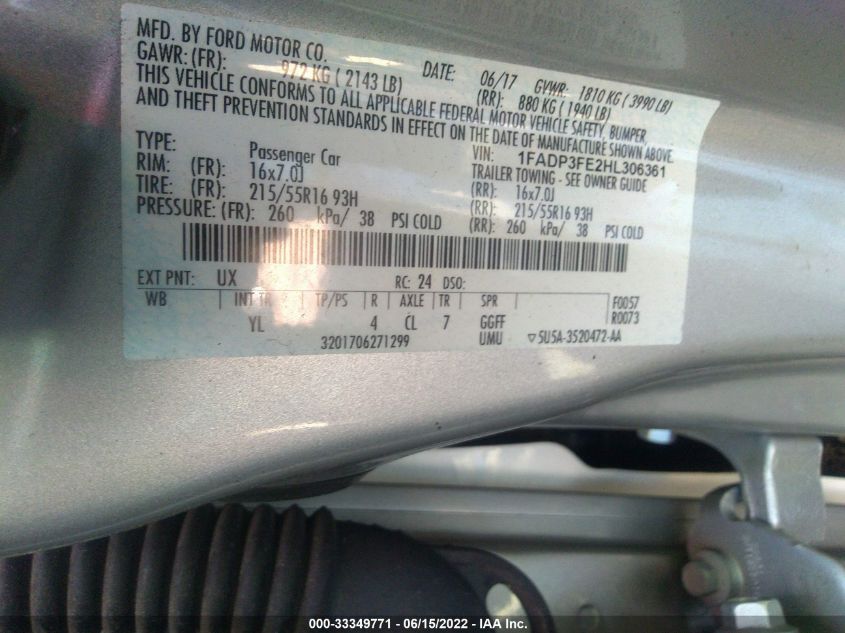 MFD. BY FORD MOTOR CO.
DATE: 06/17 GVWR: 1810 KG ( 3990 LB)
GAWR: (FR): 972 KG ( 2143 LB) (RR): 880 KG ( 1940 LB)
THIS VEHICLE CONFORMS TO ALL APPLICABLE FEDERAL MOTOR VEHICLE SAFETY, BUMPER,
AND THEFT PREVENTION STANDARDS IN EFFECT ON THE DATE OF MANUFACTURE SHOWN ABOVE.
VIN: 1FADP3FE2HL306361
TYPE: Passenger Car TRAILER TOWING - SEE OWNER GUIDE
RIM: (FR): 16x7.0J (RR): 16x7.0J
TIRE: (FR): 215/55R16 93H (RR): 215/55R16 93H
PRESSURE: (FR): 260 kPa/ 38 PSI COLD (RR): 260 kPa/ 38 PSI COLD
EXT PNT: UX RC: 24 DSO:
WB INT TR TP/PS R AXLE TR SPR F0057
YL 4 CL 7 GGFF R0073
3201706271299 UMU ▽5U5A-3520472-AA
000-33349771 - 06/15/2022 - IAA Inc.